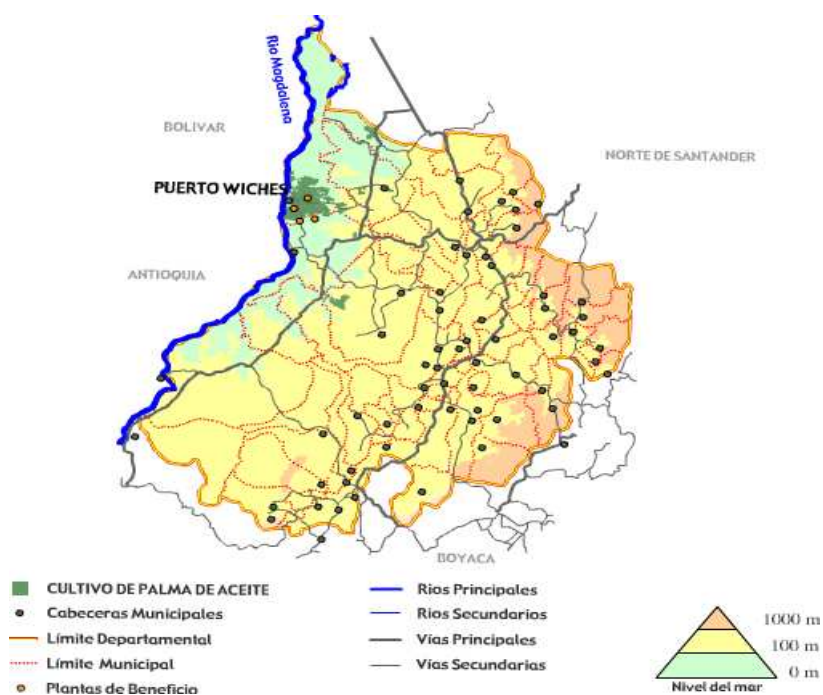 Río Magdalena
BOLIVAR
NORTE DE SANTANDER
PUERTO WICHES
ANTIOQUIA
BOYACA
CULTIVO DE PALMA DE ACEITE
Cabeceras Municipales
Límite Departamental
Límite Municipal
Plantas de Beneficio
Rios Principales
Rios Secundarios
Vías Principales
Vías Secundarias
1000 m
100 m
0 m
Nivel del mar